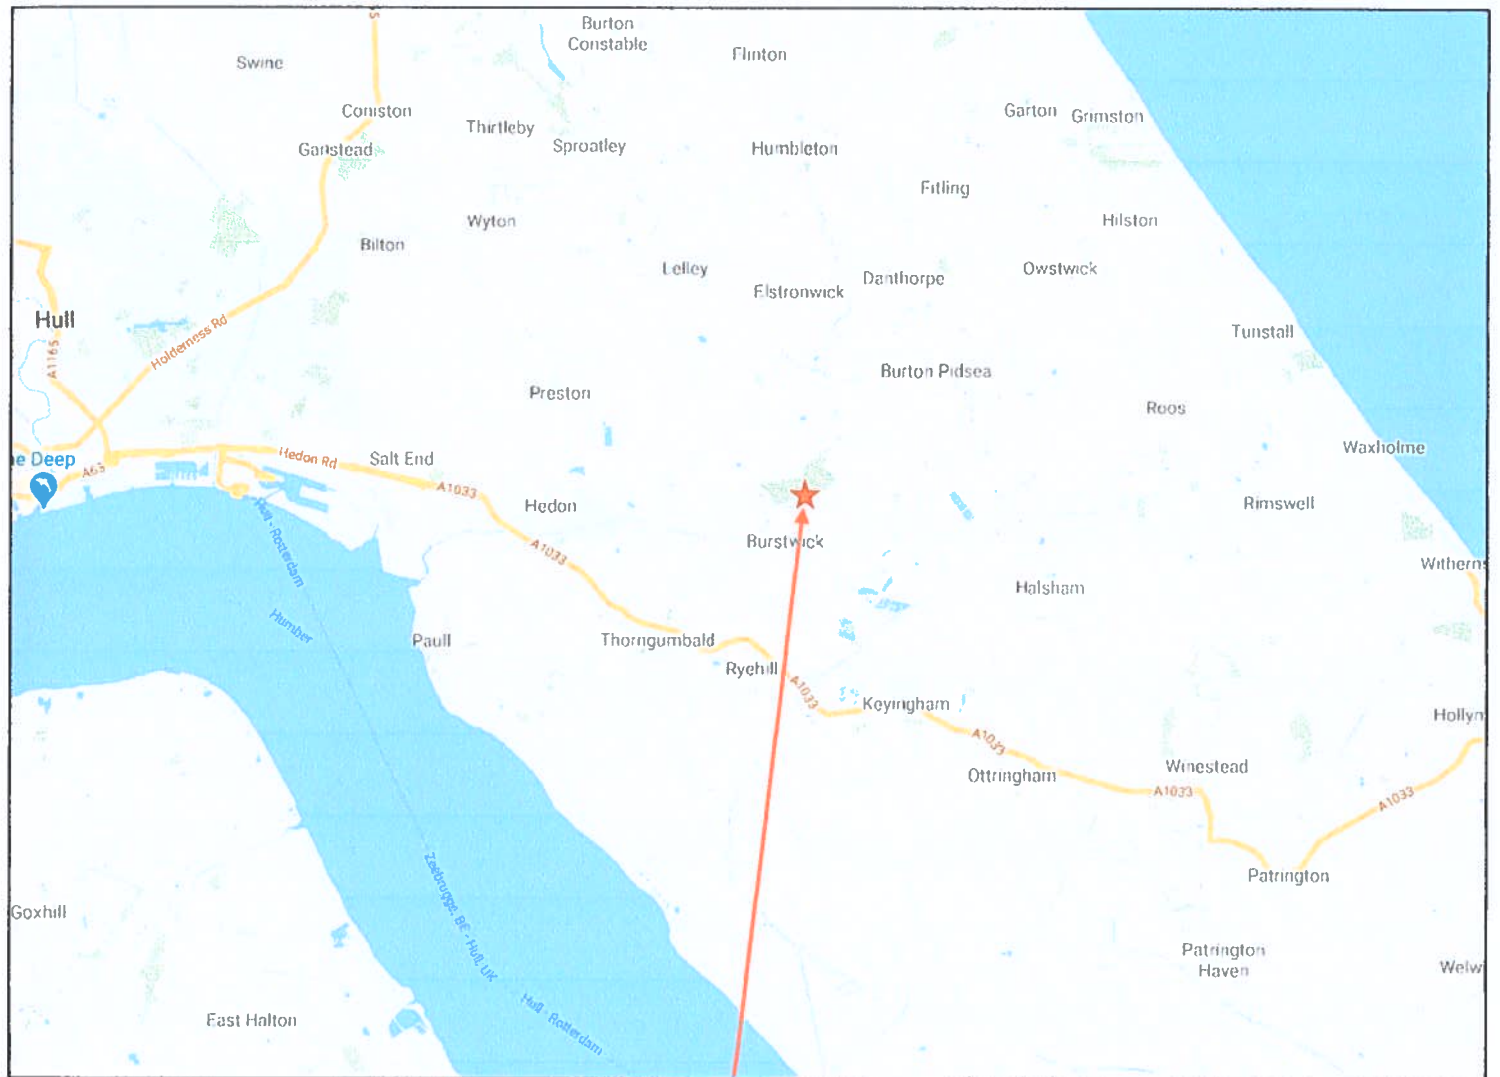 S
Burton
Constable
Flinton
Swine
Coniston
Garton
Grimston
Thirtleby
Ganstead
Sproatley
Humbleton
Fitling
Wyton
Hilston
Bilton
Lelley
Danthorpe
Owstwick
Elstronwick
Hull
Holderness Rd
Tunstall
A1165
Burton Pidsea
Preston
Roos
Waxholme
e Deep
A63
Hedon Rd
Salt End
A1033
Hedon
Rimswell
Hull - Rotterdam
A1033
Burstwick
Witherns
Halsham
Humber
Paull
Thorngumbald
Ryehill
A1033
Keyingham
Hollyn
A1033
Ottringham
Winestead
A1033
A1033
Patrington
Zeebrugge, BE - Hull, UK
Goxhill
Patrington
Haven
Welw
Hull - Rotterdam
East Halton